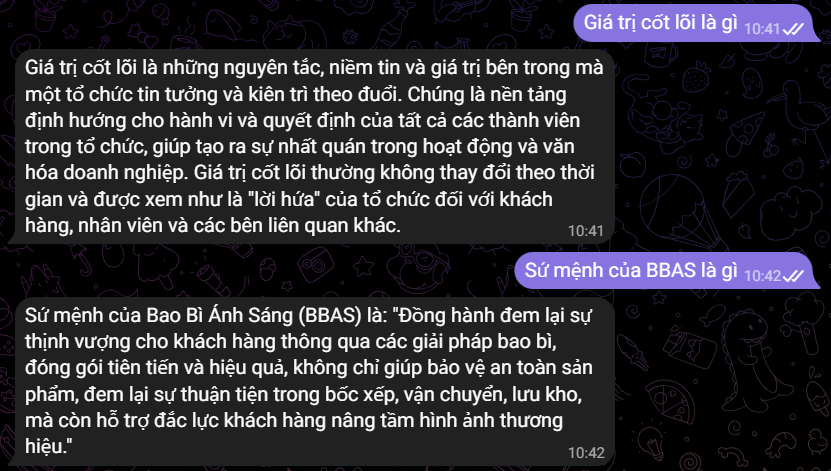 Giá trị cốt lõi là gì 10:41
Giá trị cốt lõi là những nguyên tắc, niềm tin và giá trị bên trong mà
một tổ chức tin tưởng và kiên trì theo đuổi. Chúng là nền tảng
định hướng cho hành vi và quyết định của tất cả các thành viên
trong tổ chức, giúp tạo ra sự nhất quán trong hoạt động và văn
hóa doanh nghiệp. Giá trị cốt lõi thường không thay đổi theo thời
gian và được xem như là "lời hứa" của tổ chức đối với khách
hàng, nhân viên và các bên liên quan khác.
10:41
Sứ mệnh của BBAS là gì 10:42
Sứ mệnh của Bao Bì Ánh Sáng (BBAS) là: "Đồng hành đem lại sự
thịnh vượng cho khách hàng thông qua các giải pháp bao bì,
đóng gói tiên tiến và hiệu quả, không chỉ giúp bảo vệ an toàn sản
phẩm, đem lại sự thuận tiện trong bốc xếp, vận chuyển, lưu kho,
mà còn hỗ trợ đắc lực khách hàng nâng tầm hình ảnh thương
hiệu."
10:42